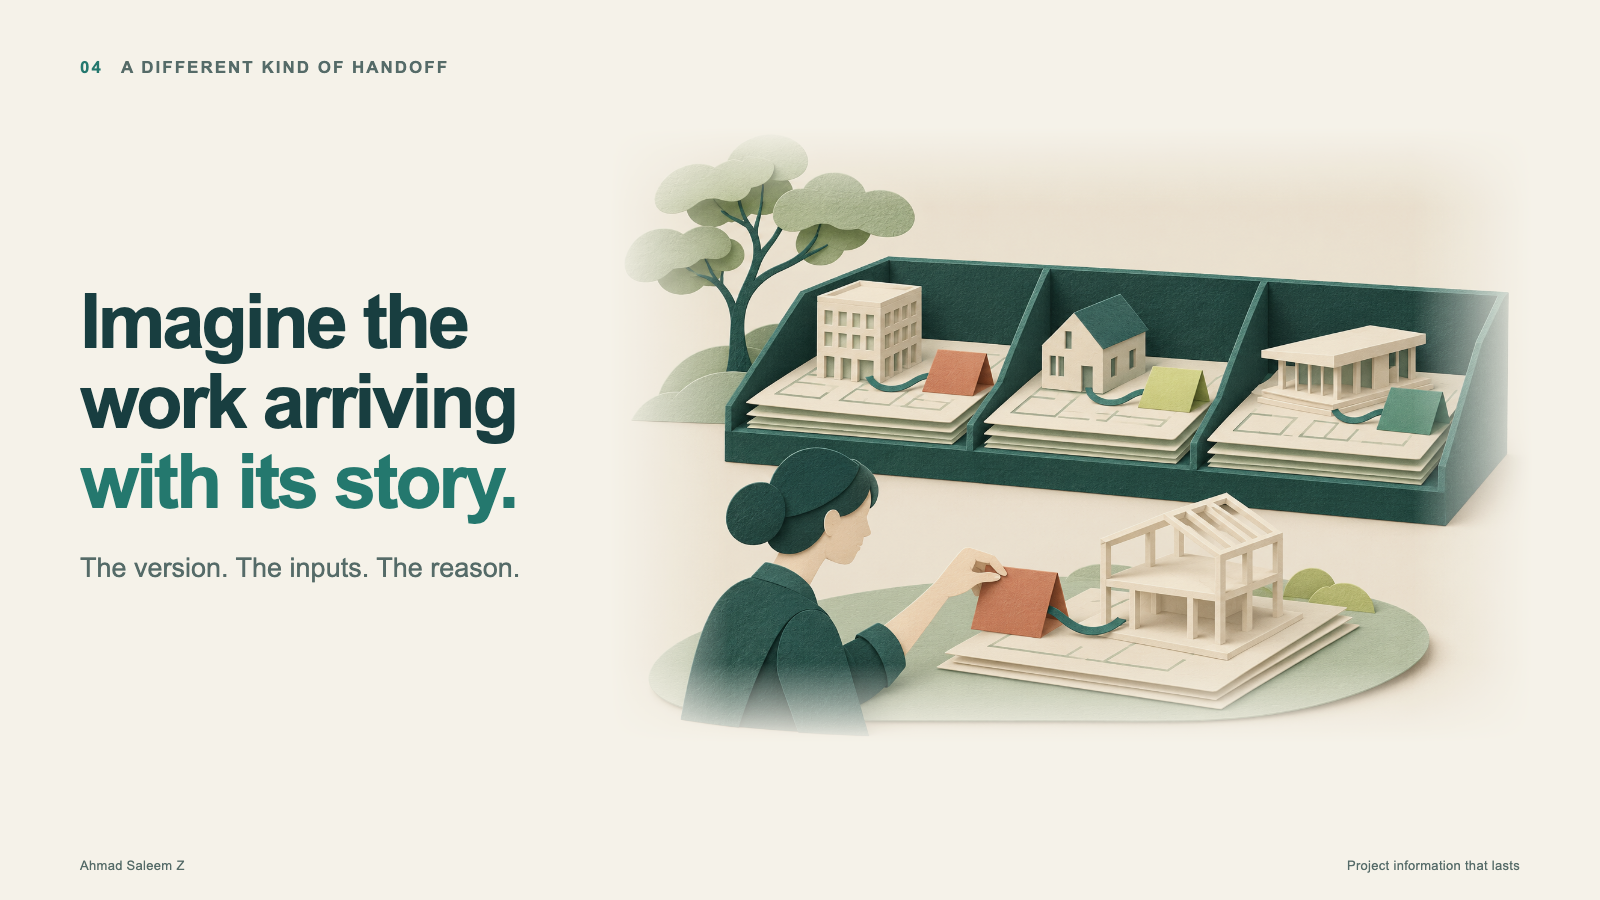 04 A DIFFERENT KIND OF HANDOFF
Imagine the
work arriving
with its story.
The version. The inputs. The reason.
Ahmad Saleem Z
Project information that lasts